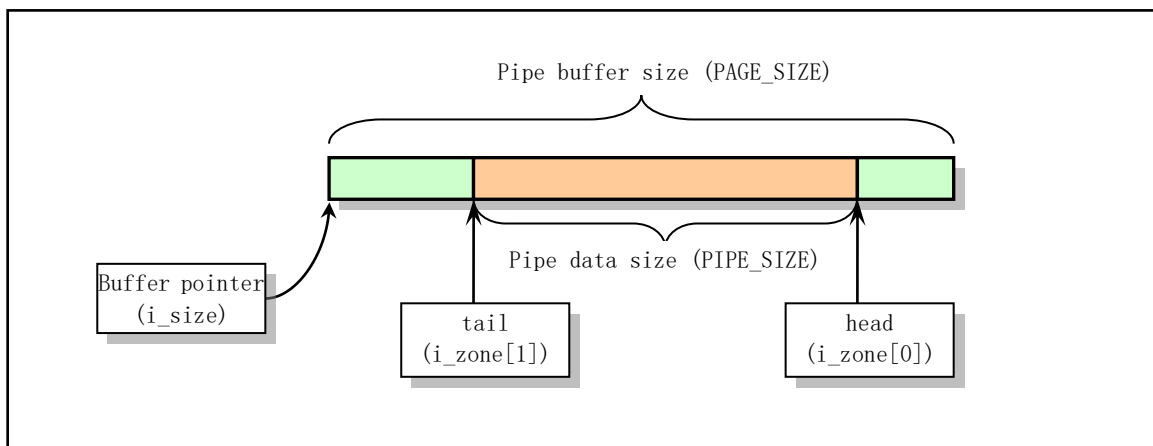 Pipe buffer size (PAGE_SIZE)
Pipe data size (PIPE_SIZE)
Buffer pointer
(i_size)
tail
(i_zone[1])
head
(i_zone[0])